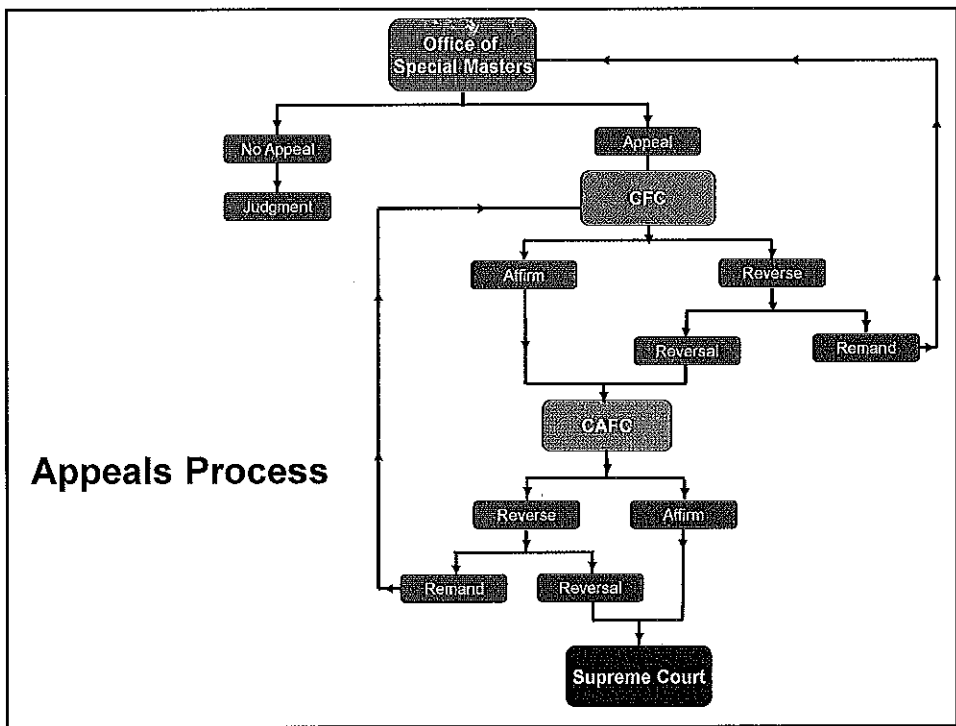 Office of
Special Masters
No Appeal
Appeal
Judgment
CFC
Affirm
Reverse
Reversal
Remand
CAFC
Appeals Process
Reverse
Affirm
Remand
Reversal
Supreme Court